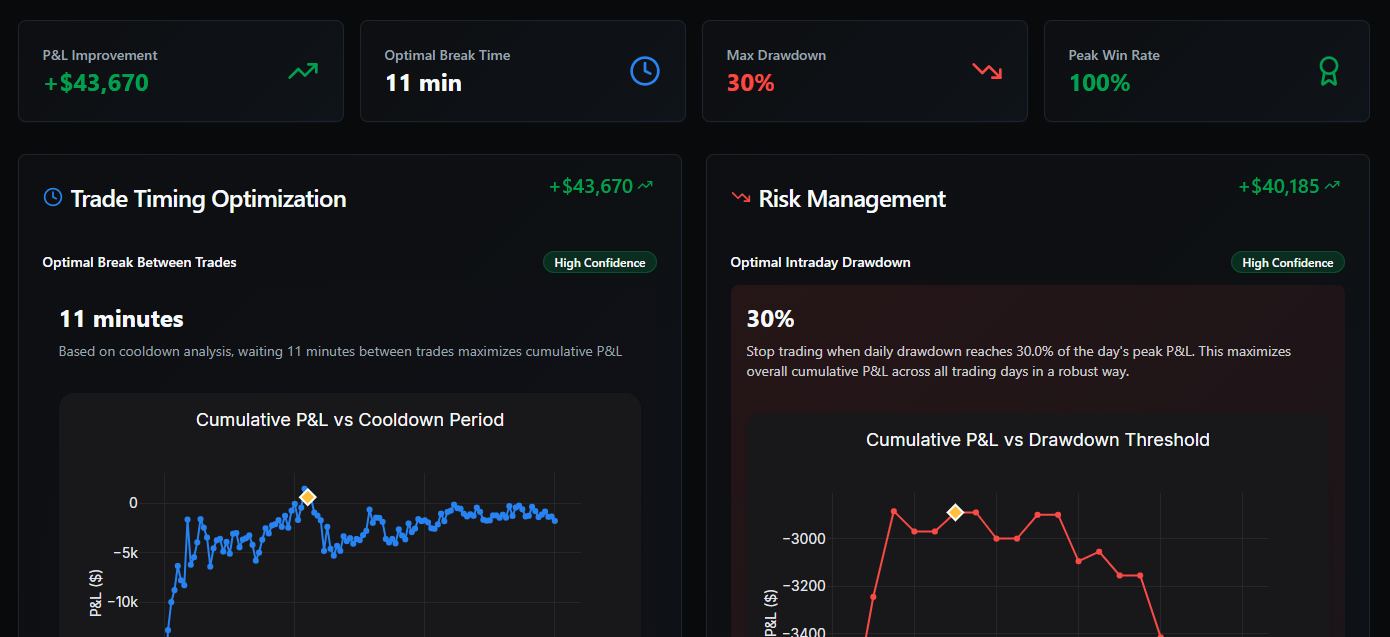 P&L Improvement
+$43,670
Optimal Break Time
11 min
Max Drawdown
30%
Peak Win Rate
100%
Trade Timing Optimization
+$43,670
Optimal Break Between Trades
High Confidence
11 minutes
Based on cooldown analysis, waiting 11 minutes between trades maximizes cumulative P&L
Cumulative P&L vs Cooldown Period
0
−5k
−10k
P&L ($)
Risk Management
+$40,185
Optimal Intraday Drawdown
High Confidence
30%
Stop trading when daily drawdown reaches 30.0% of the day's peak P&L. This maximizes
overall cumulative P&L across all trading days in a robust way.
Cumulative P&L vs Drawdown Threshold
−3000
−3200
−3400
P&L ($)